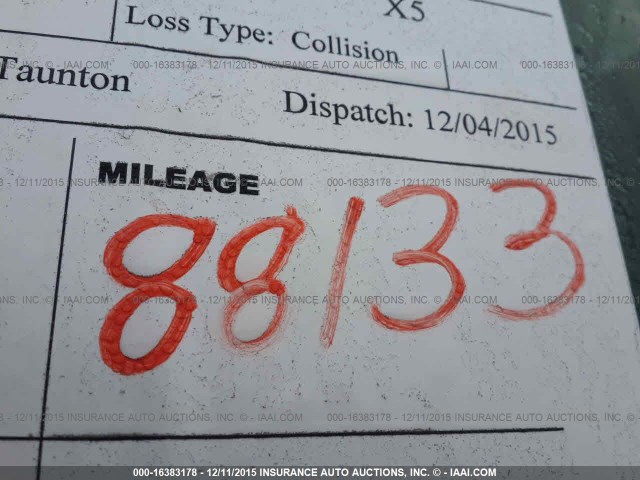 X5
Loss Type: Collision
Taunton
Dispatch: 12/04/2015
MILEAGE
88133
000-16383178 - 12/11/2015 INSURANCE AUTO AUCTIONS, INC. © - IAAI.COM